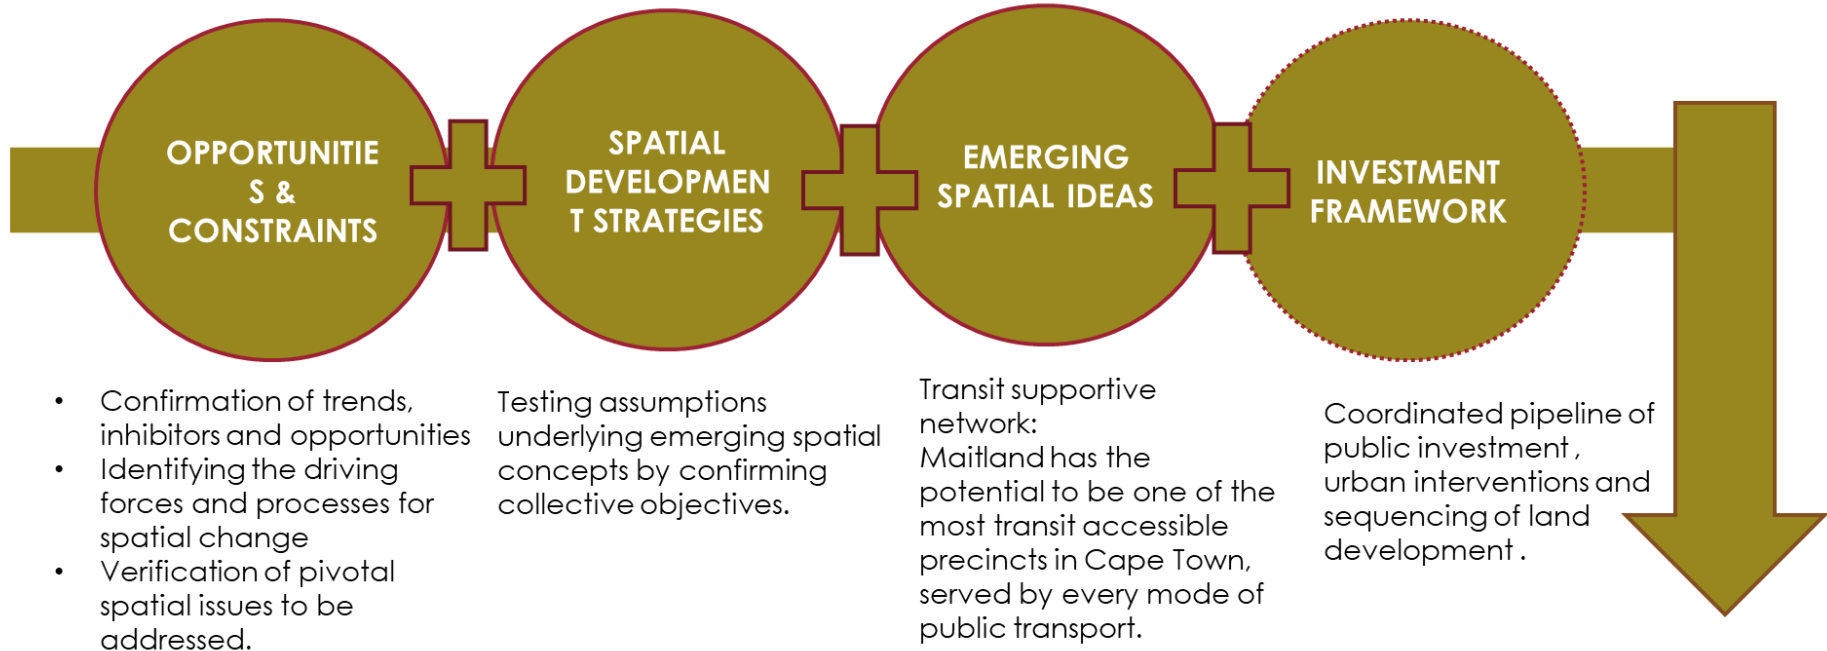 OPPORTUNITIE
S &
CONSTRAINTS
SPATIAL
DEVELOPMEN
T STRATEGIES
EMERGING
SPATIAL IDEAS
INVESTMENT
FRAMEWORK
• Confirmation of trends,
inhibitors and opportunities
• Identifying the driving
forces and processes for
spatial change
• Verification of pivotal
spatial issues to be
addressed.
Testing assumptions
underlying emerging spatial
concepts by confirming
collective objectives.
Transit supportive
network:
Maitland has the
potential to be one of the
most transit accessible
precincts in Cape Town,
served by every mode of
public transport.
Coordinated pipeline of
public investment ,
urban interventions and
sequencing of land
development .